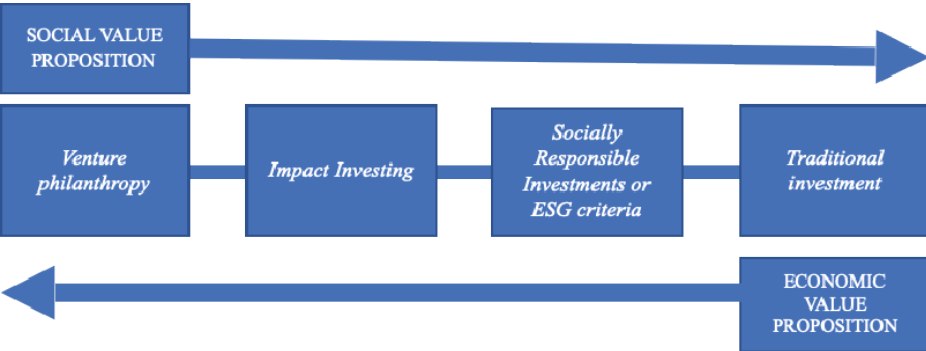 SOCIAL VALUE
PROPOSITION
Venture
philanthropy
Impact Investing
Socially
Responsible
Investments or
ESG criteria
Traditional
investment
ECONOMIC
VALUE
PROPOSITION